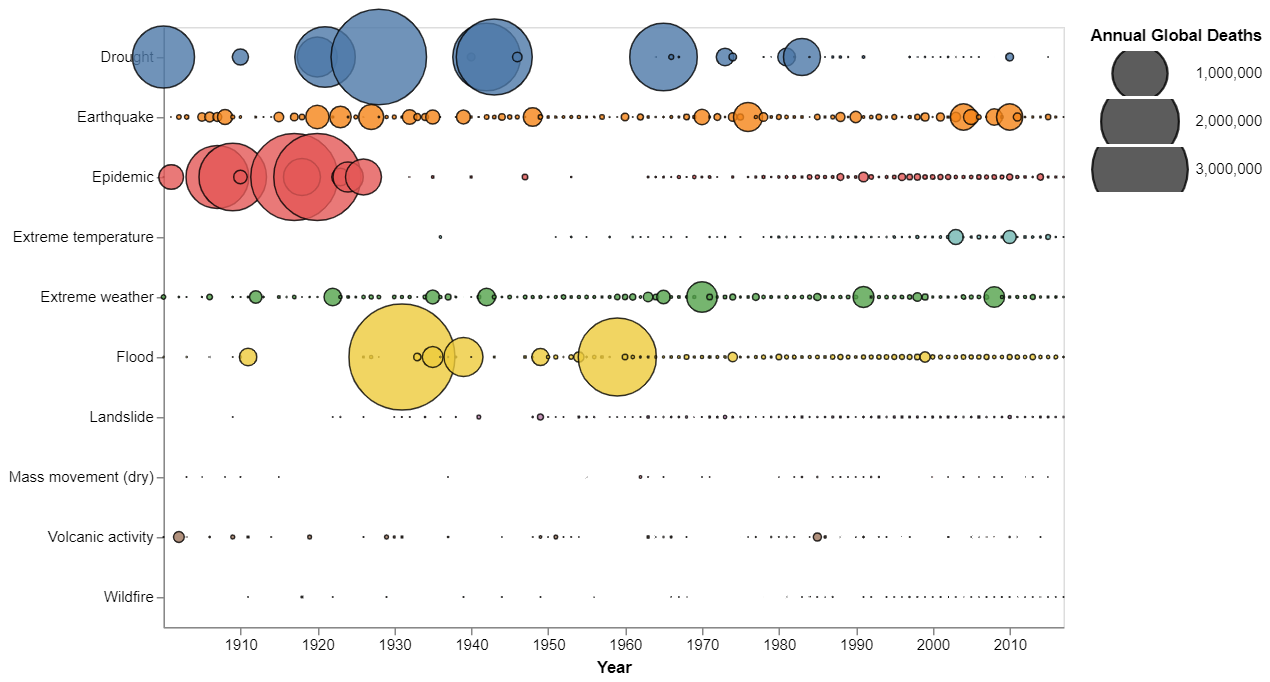 Annual Global Deaths
1,000,000
2,000,000
3,000,000
Drought
Earthquake
Epidemic
Extreme temperature
Extreme weather
Flood
Landslide
Mass movement (dry)
Volcanic activity
Wildfire
1910 1920 1930 1940 1950 1960 1970 1980 1990 2000 2010
Year